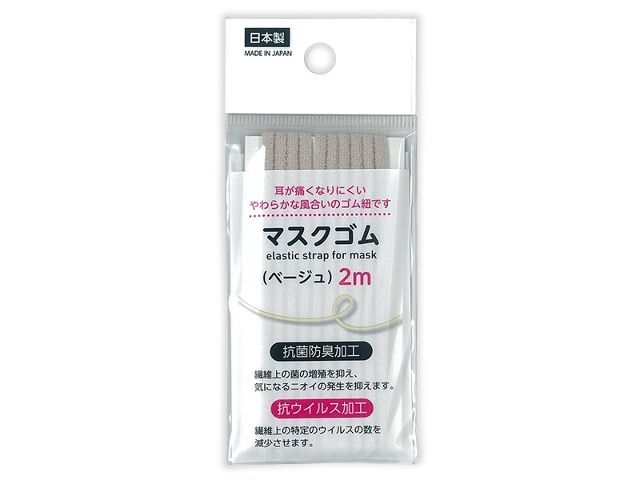 日本製
MADE IN JAPAN
耳が痛くなりにくい
やわらかな風合いのゴム紐です
マスクゴム
elastic strap for mask
(ベージュ) 2m
抗菌防臭加工
繊維上の菌の増殖を抑え、
気になるニオイの発生を抑えます。
抗ウイルス加工
繊維上の特定のウイルスの数を
減少させます。